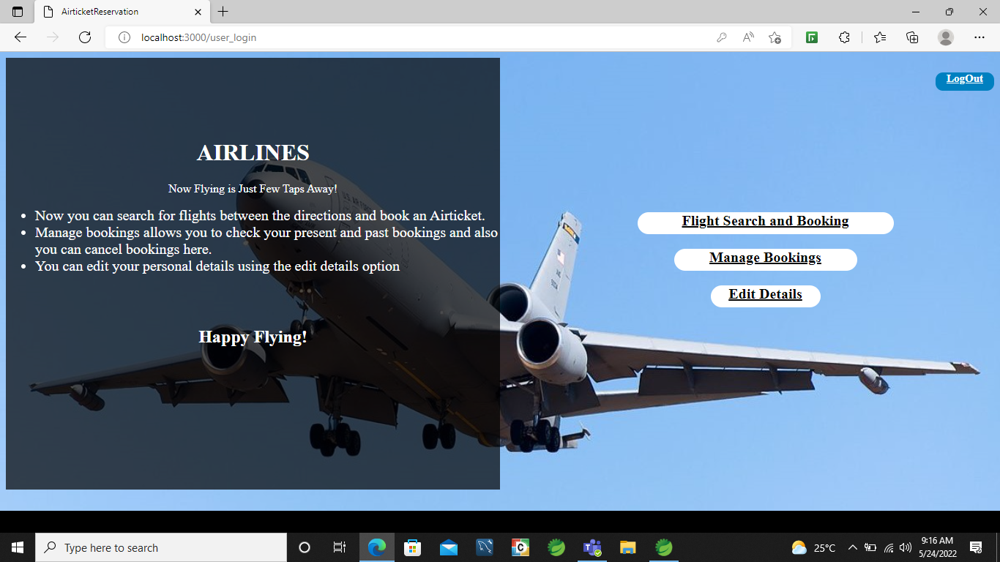 AirticketReservation
localhost:3000/user_login
LogOut
AIRLINES
Now Flying is Just Few Taps Away!
Now you can search for flights between the directions and book an Airticket.
Manage bookings allows you to check your present and past bookings and also
you can cancel bookings here.
You can edit your personal details using the edit details option
Happy Flying!
Flight Search and Booking
Manage Bookings
Edit Details
U.S. AIR FORCE
Type here to search
25°C
9:16 AM
5/24/2022